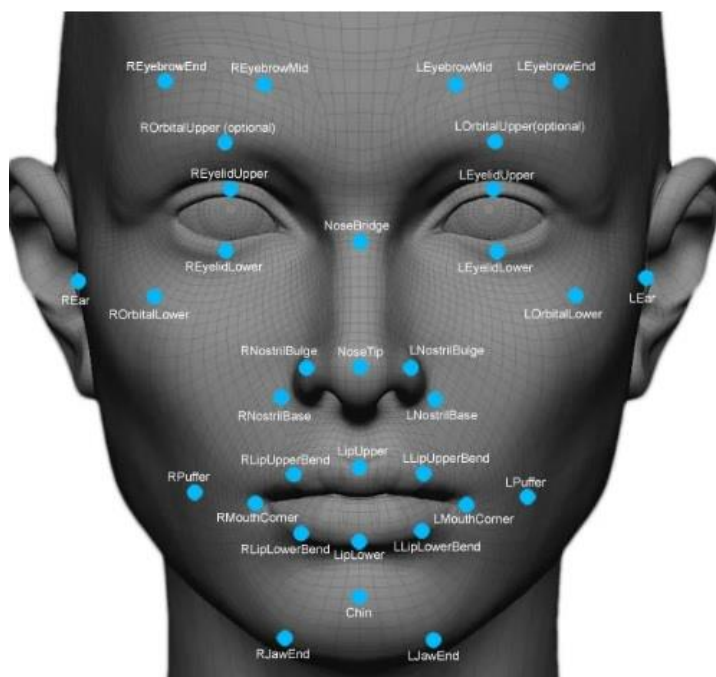 REyebrowEnd
REyebrowMid
LEyebrowMid
LEyebrowEnd
ROrbitalUpper (optional)
LOrbitalUpper(optional)
REyelidUpper
LEyelidUpper
NoseBridge
REyelidLower
LEyelidLower
REar
ROrbitalLower
LOrbitalLower
LEar
RNostrilBulge
NoseTip
LNostrilBulge
RNostrilBase
LNostrilBase
RLipUpperBend
LipUpper
LLipUpperBend
RPuffer
LPuffer
RMouthCorner
LMouthCorner
RLipLowerBend
LipLower
LLipLowerBend
Chin
RJawEnd
LJawEnd